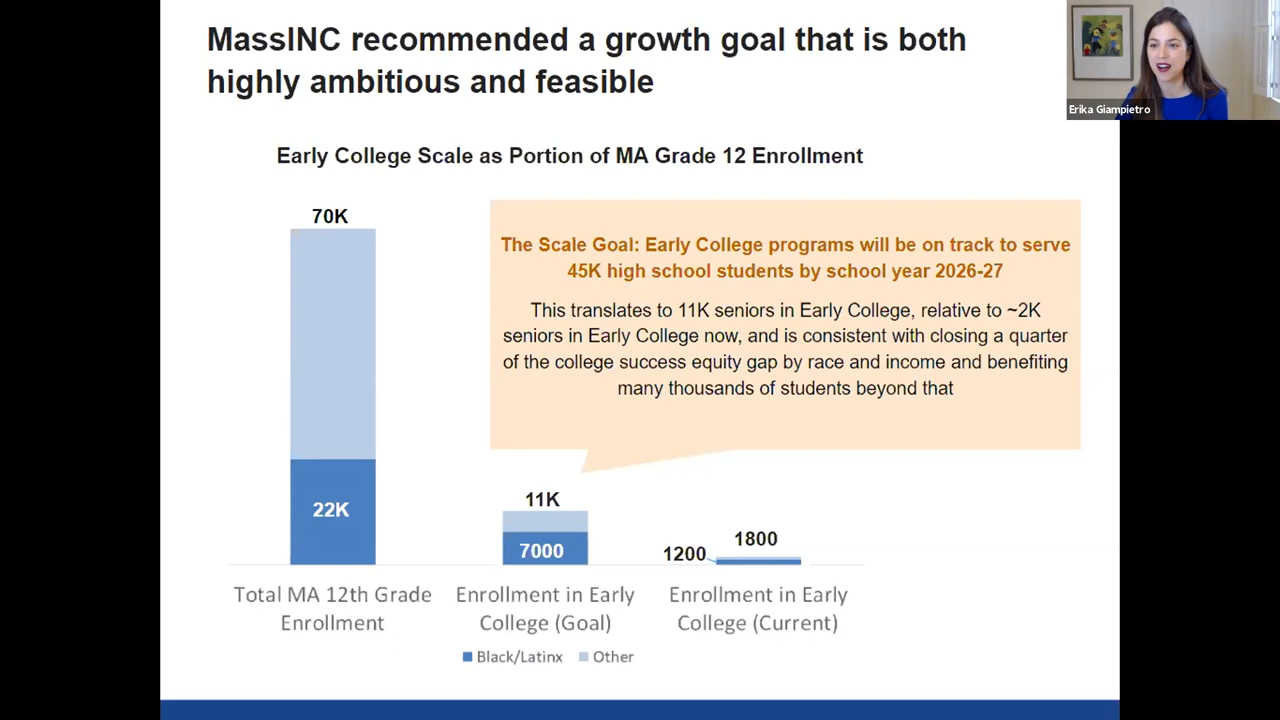 MassINC recommended a growth goal that is both
highly ambitious and feasible
Erika Giampietro
Early College Scale as Portion of MA Grade 12 Enrollment
70K
22K
The Scale Goal: Early College programs will be on track to serve
45K high school students by school year 2026-27
This translates to 11K seniors in Early College, relative to ~2K
seniors in Early College now, and is consistent with closing a quarter
of the college success equity gap by race and income and benefiting
many thousands of students beyond that
11K
7000
1200
1800
Total MA 12th Grade
Enrollment
Enrollment in Early
College (Goal)
Enrollment in Early
College (Current)
Black/Latinx
Other